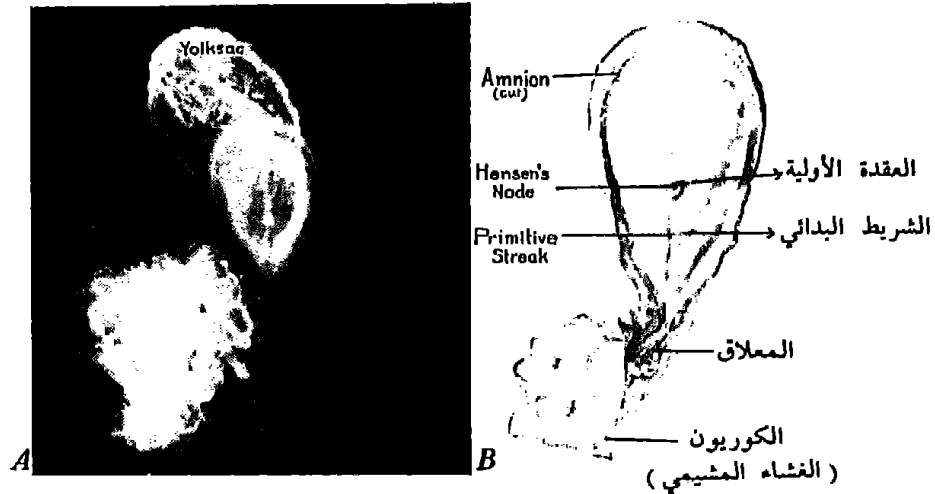 Yolksac
A
Amnion
(cut)
Hensen's
Node
العقدة الأولية
Primitive
Streak
الشريط البدائي
المعلاق
الكوريون
(الغشاء المشيمي)
B